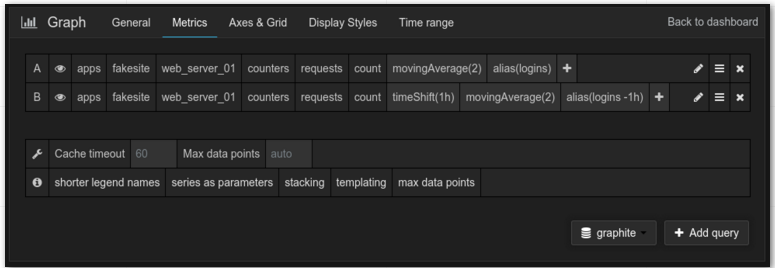 Graph General Metrics Axes & Grid Display Styles Time range Back to dashboard
A apps fakesite web_server_01 counters requests count movingAverage(2) alias(logins)
B apps fakesite web_server_01 counters requests count timeShift(1h) movingAverage(2) alias(logins -1h)
Cache timeout 60 Max data points auto
shorter legend names series as parameters stacking templating max data points
graphite Add query